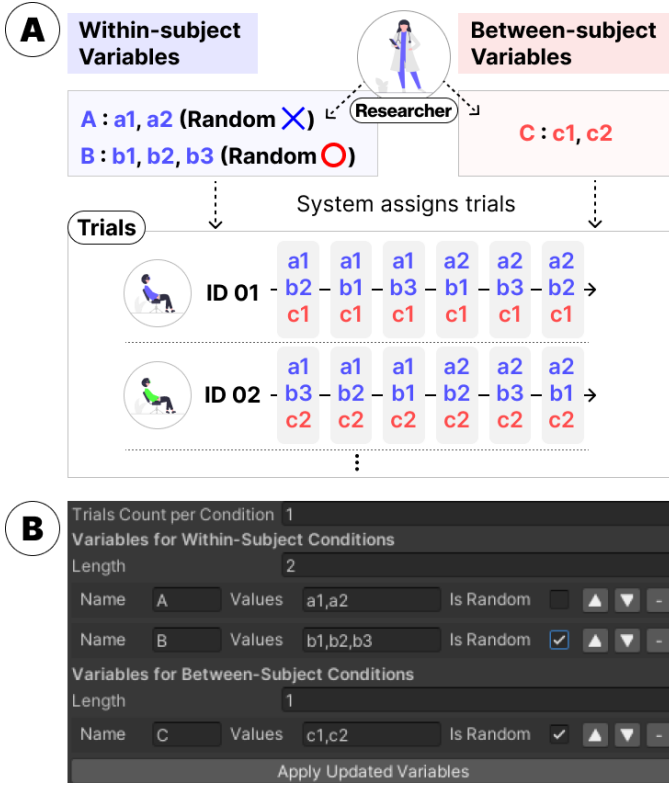 A
Within-subject
Variables
Between-subject
Variables
Researcher
A : a1, a2 (Random X)
B : b1, b2, b3 (Random O)
C : c1, c2
System assigns trials
Trials
a1 a1 a1 a2 a2 a2
ID 01 - b2 - b1 - b3 - b1 - b3 - b2
c1 c1 c1 c1 c1 c1
a1 a1 a1 a2 a2 a2
ID 02 - b3 - b2 - b1 - b2 - b3 - b1
c2 c2 c2 c2 c2 c2
B
Trials Count per Condition 1
Variables for Within-Subject Conditions
Length 2
Name A Values a1,a2 Is Random ▲ ▼ -
Name B Values b1,b2,b3 Is Random ✓ ▲ ▼ -
Variables for Between-Subject Conditions
Length 1
Name C Values c1,c2 Is Random ✓ ▲ ▼ -
Apply Updated Variables